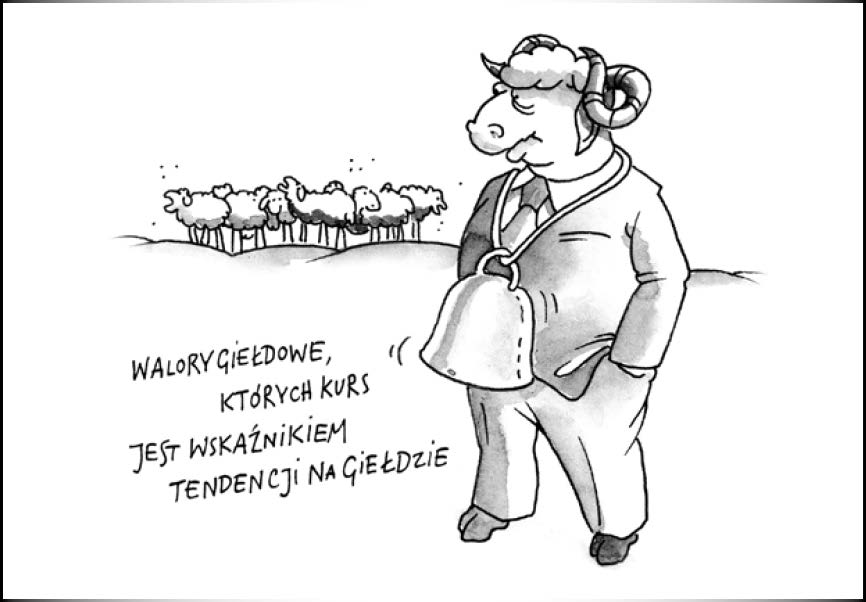 WALORY GIEŁDOWE,
KTÓRYCH KURS
JEST WSKAŹNIKIEM
TENDENCJI NA GIEŁDZIE